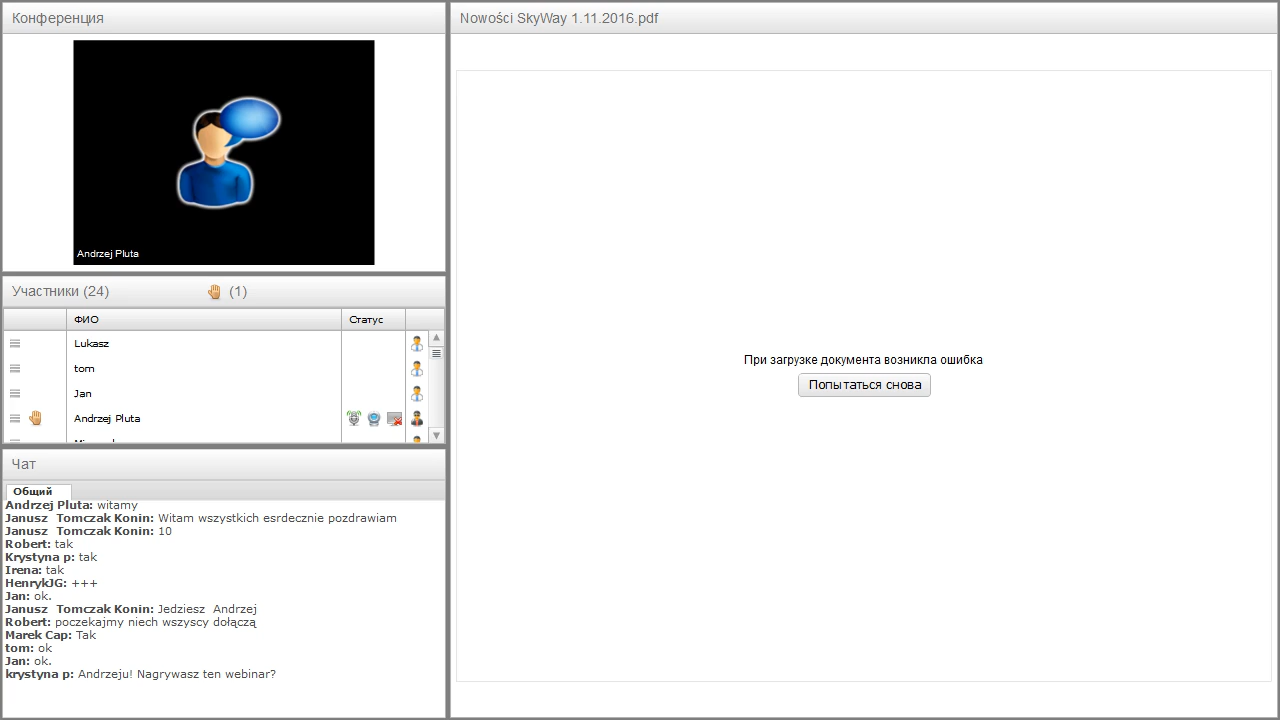 Конференция
Andrzej Pluta
Участники (24) (1)
ФИО Статус
Lukasz
tom
Jan
Andrzej Pluta
Чат
Общий
Andrzej Pluta: witamy
Janusz Tomczak Konin: Witam wszystkich esrdecznie pozdrawiam
Janusz Tomczak Konin: 10
Robert: tak
Krystyna p: tak
Irena: tak
HenrykJG: +++
Jan: ok.
Janusz Tomczak Konin: Jedziesz Andrzej
Robert: poczekajmy niech wszyscy dołączą
Marek Cap: Tak
tom: ok
Jan: ok.
krystyna p: Andrzeju! Nagrywasz ten webinar?
Nowości SkyWay 1.11.2016.pdf
При загрузке документа возникла ошибка
Попытаться снова